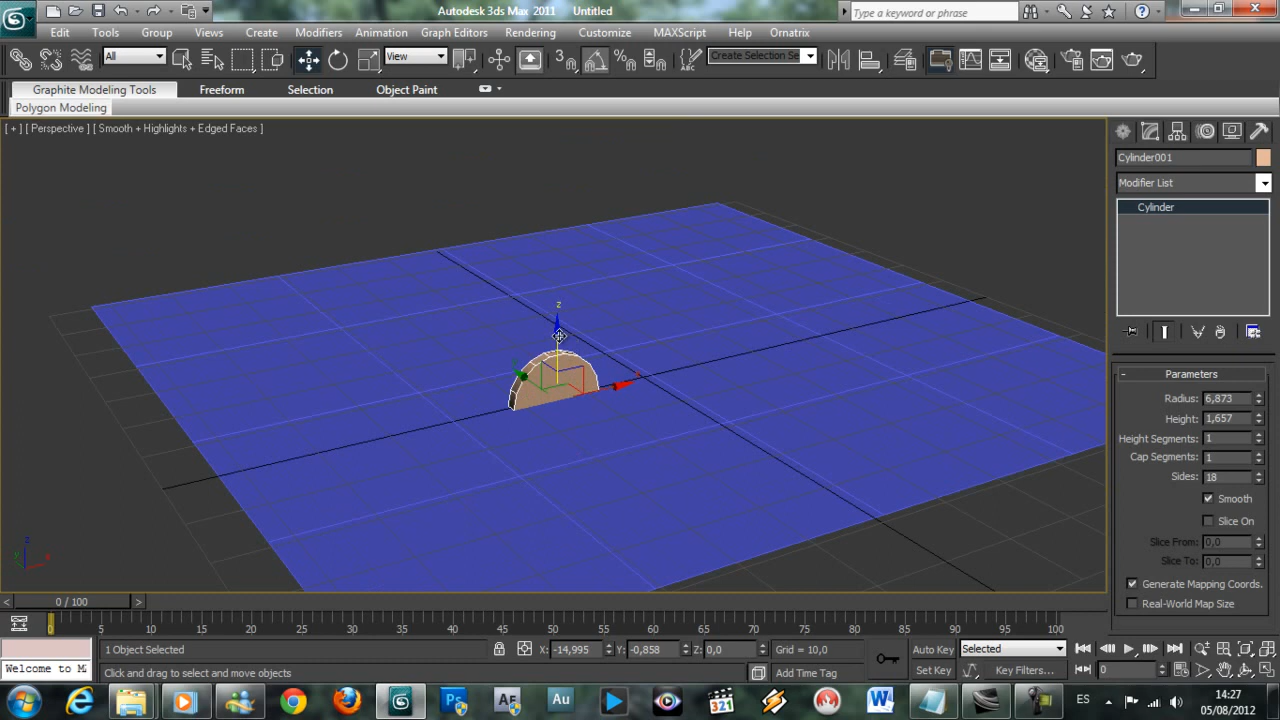 Autodesk 3ds Max 2011 Untitled
Type a keyword or phrase
Edit Tools Group Views Create Modifiers Animation Graph Editors Rendering Customize MAXScript Help Ornatrix
All
View
3
Create Selection Se
Graphite Modeling Tools Freeform Selection Object Paint
Polygon Modeling
[ + ] [ Perspective ] [ Smooth + Highlights + Edged Faces ]
Cylinder001
Modifier List
Cylinder
z
Parameters
Radius: 6,873
Height: 1,657
Height Segments: 1
Cap Segments: 1
Sides: 18
Smooth
Slice On
Slice From: 0,0
Slice To: 0,0
Generate Mapping Coords.
Real-World Map Size
z
y
x
0 / 100
0 5 10 15 20 25 30 35 40 45 50 55 60 65 70 75 80 85 90 95 100
1 Object Selected X: -14,995 Y: -0,858 Z: 0,0 Grid = 10,0 Auto Key Selected
Welcome to M Click and drag to select and move objects Add Time Tag Set Key Key Filters... 0
Ps AF Au 321 W ES 14:27
05/08/2012